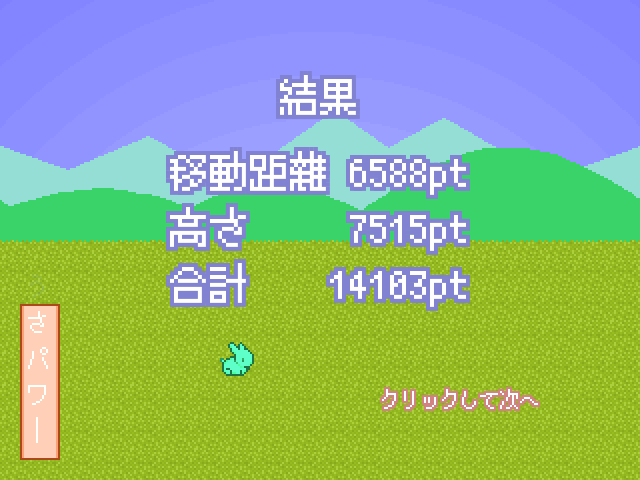 結果
移動距離 6588pt
高さ 7515pt
合計 14103pt
さパワー
クリックして次へ